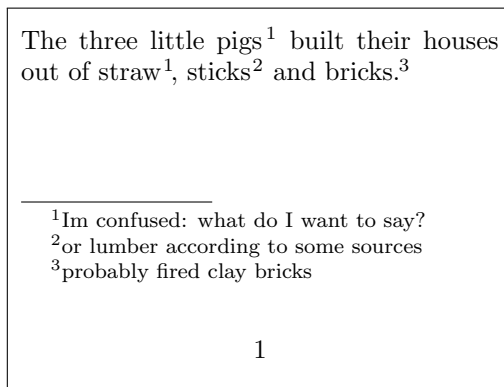 The three little pigs¹ built their houses
out of straw¹, sticks² and bricks.³
¹Im confused: what do I want to say?
²or lumber according to some sources
³probably fired clay bricks
1